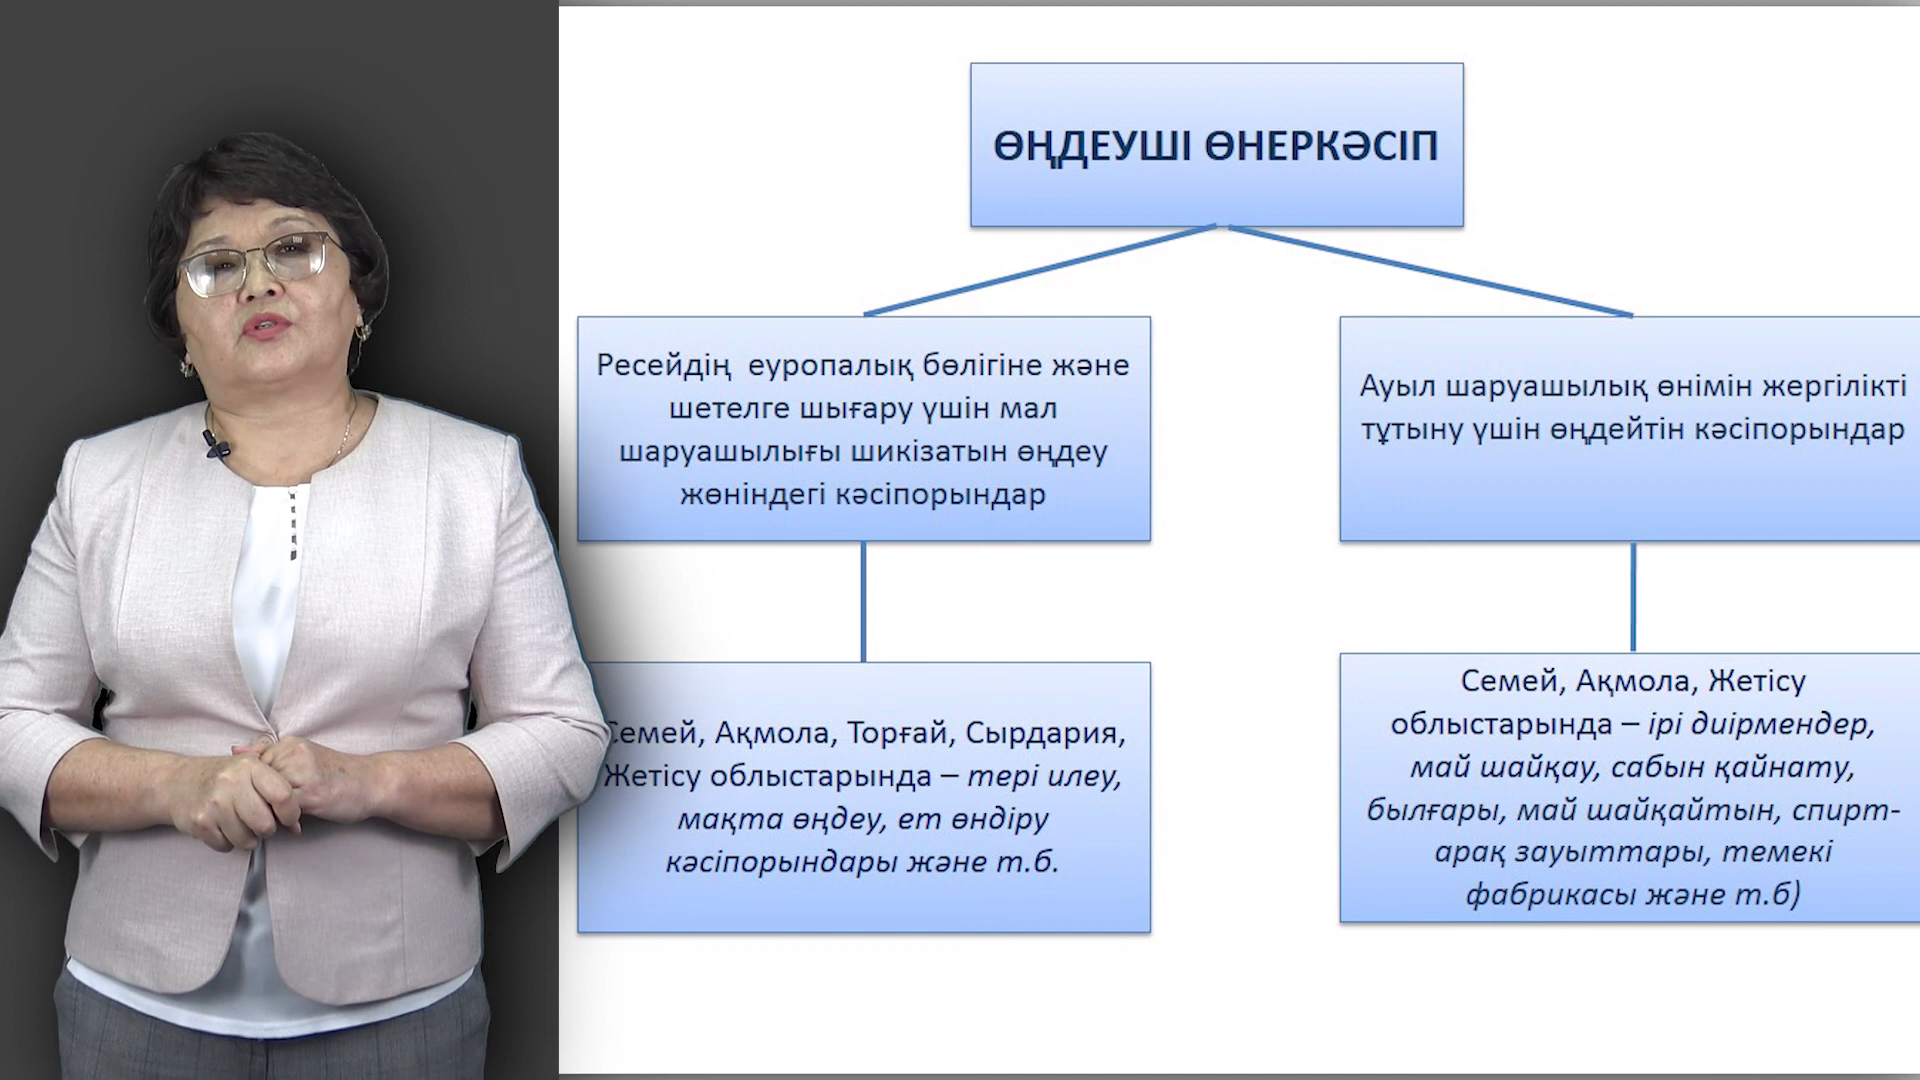 ӨҢДЕУШІ ӨНЕРКӘСІП
Ресейдің еуропалық бөлігіне және
шетелге шығару үшін мал
шаруашылығы шикізатын өңдеу
жөніндегі кәсіпорындар
Семей, Ақмола, Торғай, Сырдария,
Жетісу облыстарында – тері илеу,
мақта өңдеу, ет өндіру
кәсіпорындары және т.б.
Ауыл шаруашылық өнімін жергілікті
тұтыну үшін өңдейтін кәсіпорындар
Семей, Ақмола, Жетісу
облыстарында – ірі диірмендер,
май шайқау, сабын қайнату,
былғары, май шайқайтын, спирт-
арақ зауыттары, темекі
фабрикасы және т.б)